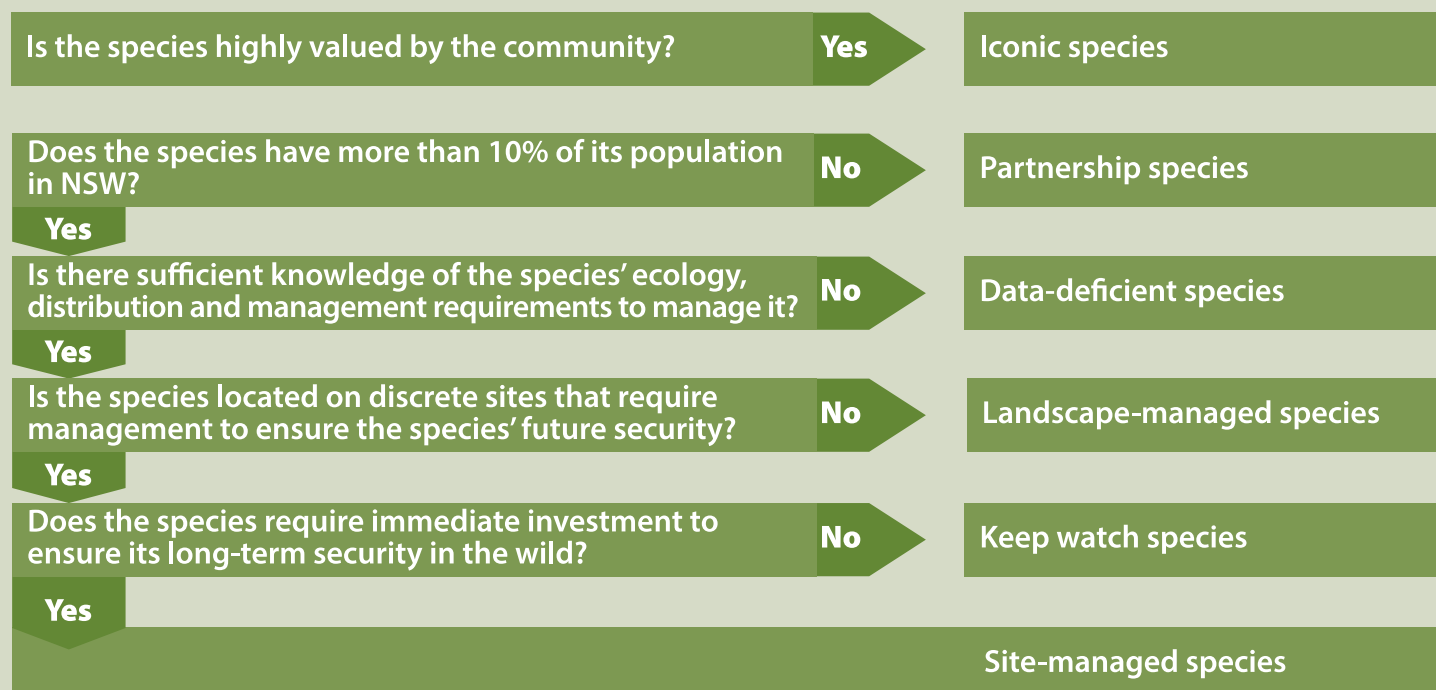 Is the species highly valued by the community?
Yes
Iconic species
Does the species have more than 10% of its population
in NSW?
No
Partnership species
Yes
Is there sufficient knowledge of the species’ ecology,
distribution and management requirements to manage it?
No
Data-deficient species
Yes
Is the species located on discrete sites that require
management to ensure the species’ future security?
No
Landscape-managed species
Yes
Does the species require immediate investment to
ensure its long-term security in the wild?
No
Keep watch species
Yes
Site-managed species